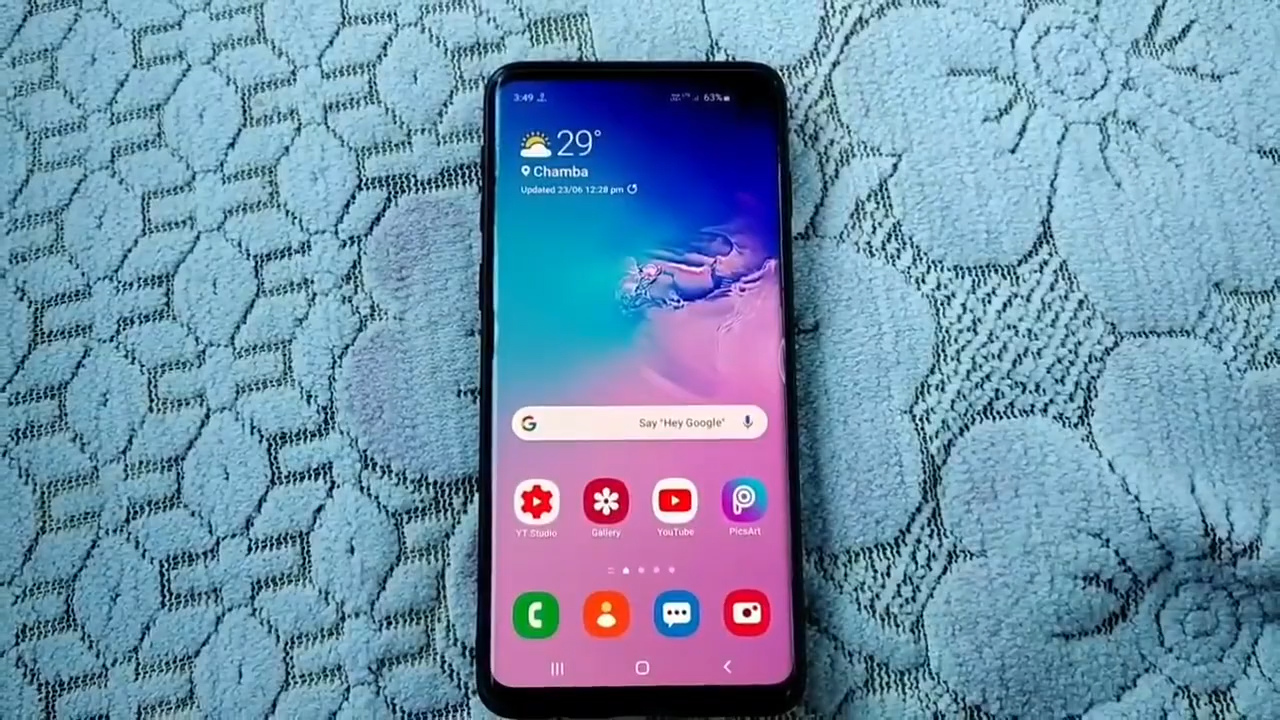 3:49
63%
29°
Chamba
Updated 23/06 12:28 pm
Say "Hey Google"
YT Studio
Gallery
YouTube
PicsArt